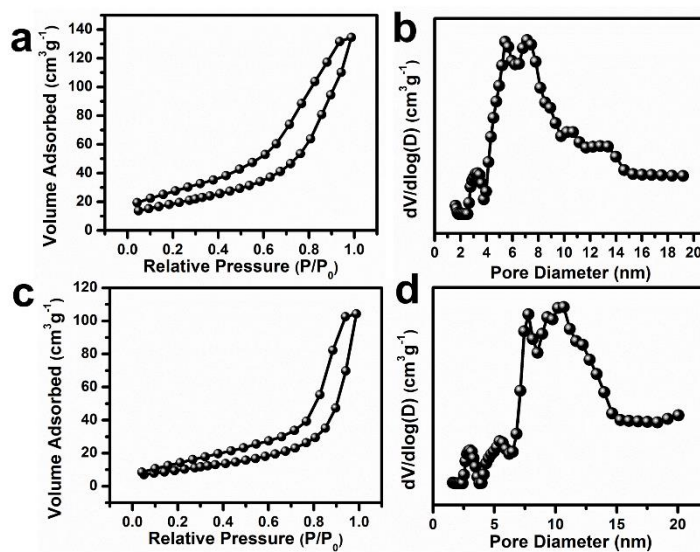 a
Volume Adsorbed (cm³g⁻¹)
140
120
100
80
60
40
20
0
0.0 0.2 0.4 0.6 0.8 1.0
Relative Pressure (P/P₀)
b
dV/dlog(D) (cm³g⁻¹)
0 2 4 6 8 10 12 14 16 18 20
Pore Diameter (nm)
c
Volume Adsorbed (cm³g⁻¹)
120
100
80
60
40
20
0
0.0 0.2 0.4 0.6 0.8 1.0
Relative Pressure (P/P₀)
d
dV/dlog(D) (cm³g⁻¹)
0 5 10 15 20
Pore Diameter (nm)